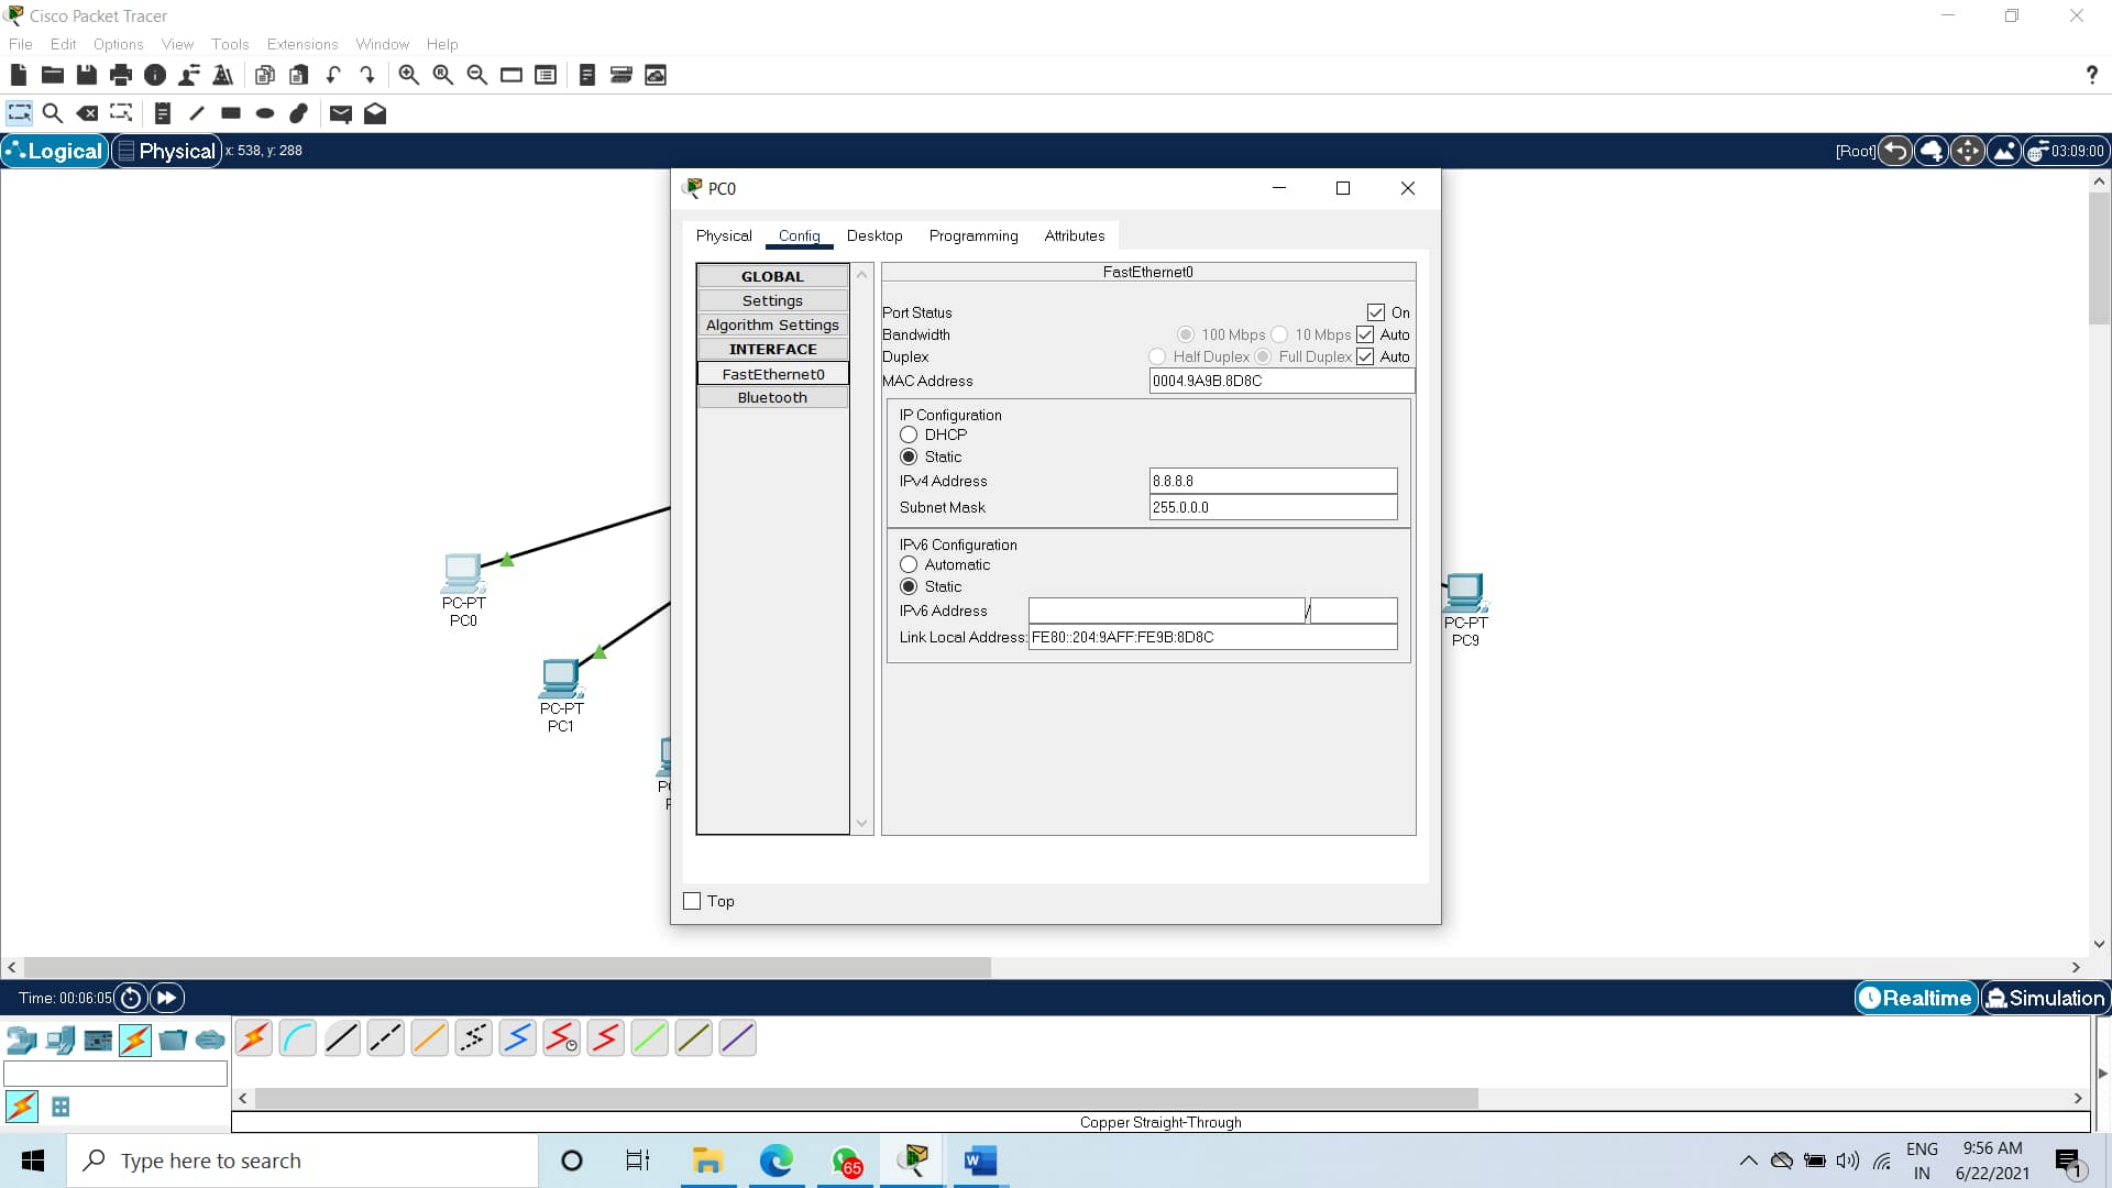 Cisco Packet Tracer
File Edit Options View Tools Extensions Window Help
?
Logical Physical x: 538, y: 288 [Root] 03:09:00
PC0
Physical Config Desktop Programming Attributes
GLOBAL
Settings
Algorithm Settings
INTERFACE
FastEthernet0
Bluetooth
FastEthernet0
Port Status On
Bandwidth 100 Mbps 10 Mbps Auto
Duplex Half Duplex Full Duplex Auto
MAC Address 0004.9A9B.8D8C
IP Configuration
DHCP
Static
IPv4 Address 8.8.8.8
Subnet Mask 255.0.0.0
IPv6 Configuration
Automatic
Static
IPv6 Address /
Link Local Address: FE80::204:9AFF:FE9B:8D8C
Top
PC-PT
PC0
PC-PT
PC1
PC-PT
PC9
Time: 00:06:05 Realtime Simulation
Copper Straight-Through
Type here to search
65
ENG
IN
9:56 AM
6/22/2021
1